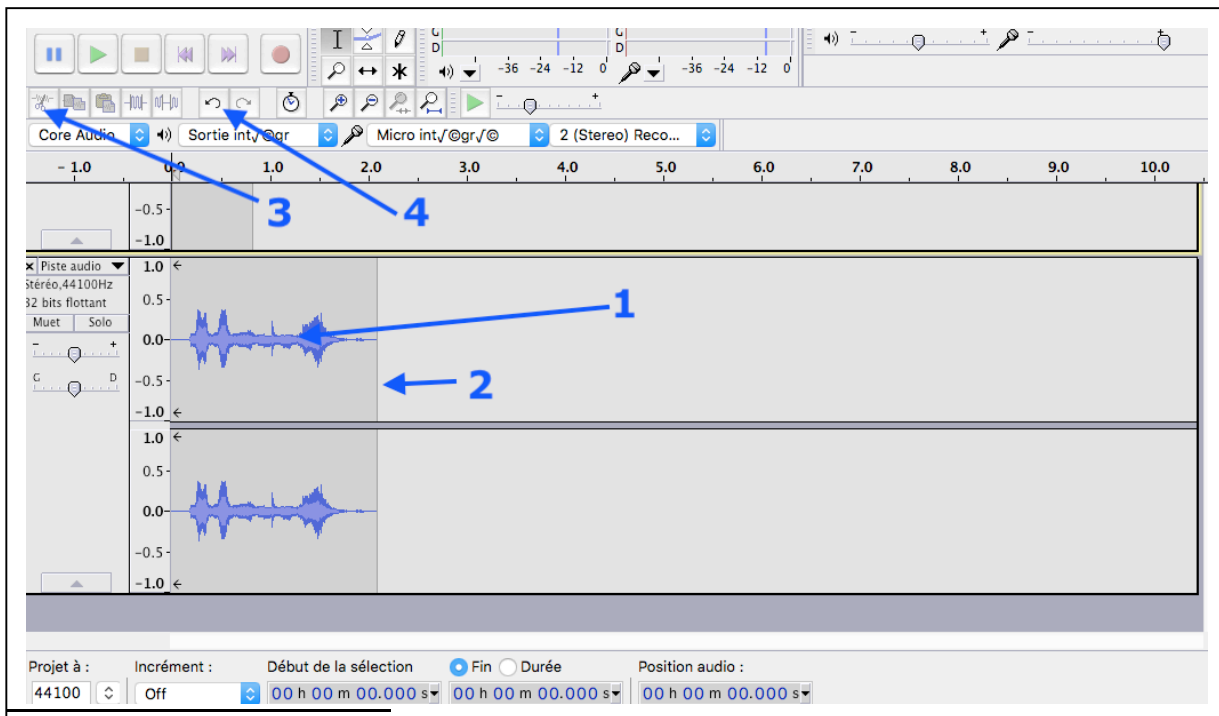 G G
D D
-36 -24 -12 0 -36 -24 -12 0
Core Audio Sortie int√©gr Micro int√©gr√© 2 (Stereo) Reco...
- 1.0 0.0 1.0 2.0 3.0 4.0 5.0 6.0 7.0 8.0 9.0 10.0
-0.5
-1.0
3
4
x Piste audio
Stéréo,44100Hz
32 bits flottant
Muet Solo
- +
G D
1.0
0.5
0.0
-0.5
-1.0
1
2
1.0
0.5
0.0
-0.5
-1.0
Projet à : Incrément : Début de la sélection Fin Durée Position audio :
44100 Off 00 h 00 m 00.000 s 00 h 00 m 00.000 s 00 h 00 m 00.000 s